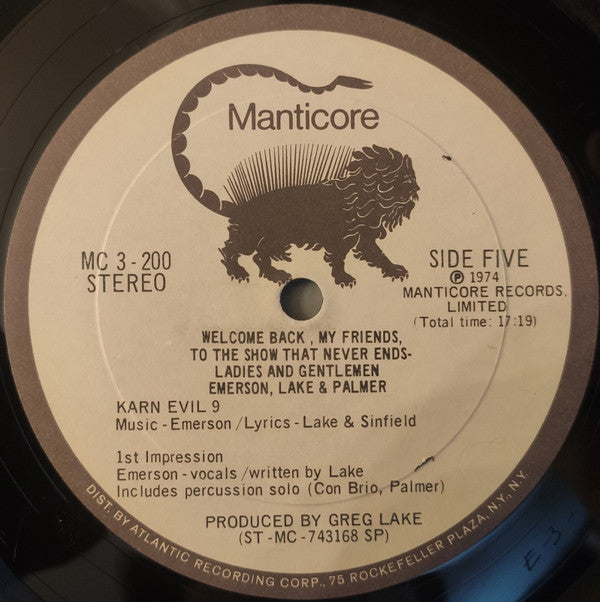 Manticore
MC 3-200
STEREO
SIDE FIVE
Ⓟ 1974
MANTICORE RECORDS,
LIMITED
(Total time: 17:19)
WELCOME BACK , MY FRIENDS,
TO THE SHOW THAT NEVER ENDS-
LADIES AND GENTLEMEN
EMERSON, LAKE & PALMER
KARN EVIL 9
Music - Emerson /Lyrics - Lake & Sinfield
1st Impression
Emerson - vocals /written by Lake
Includes percussion solo (Con Brio, Palmer)
PRODUCED BY GREG LAKE
(ST - MC - 743168 SP)
DIST. BY ATLANTIC RECORDING CORP., 75 ROCKEFELLER PLAZA, N.Y., N.Y.
E 3